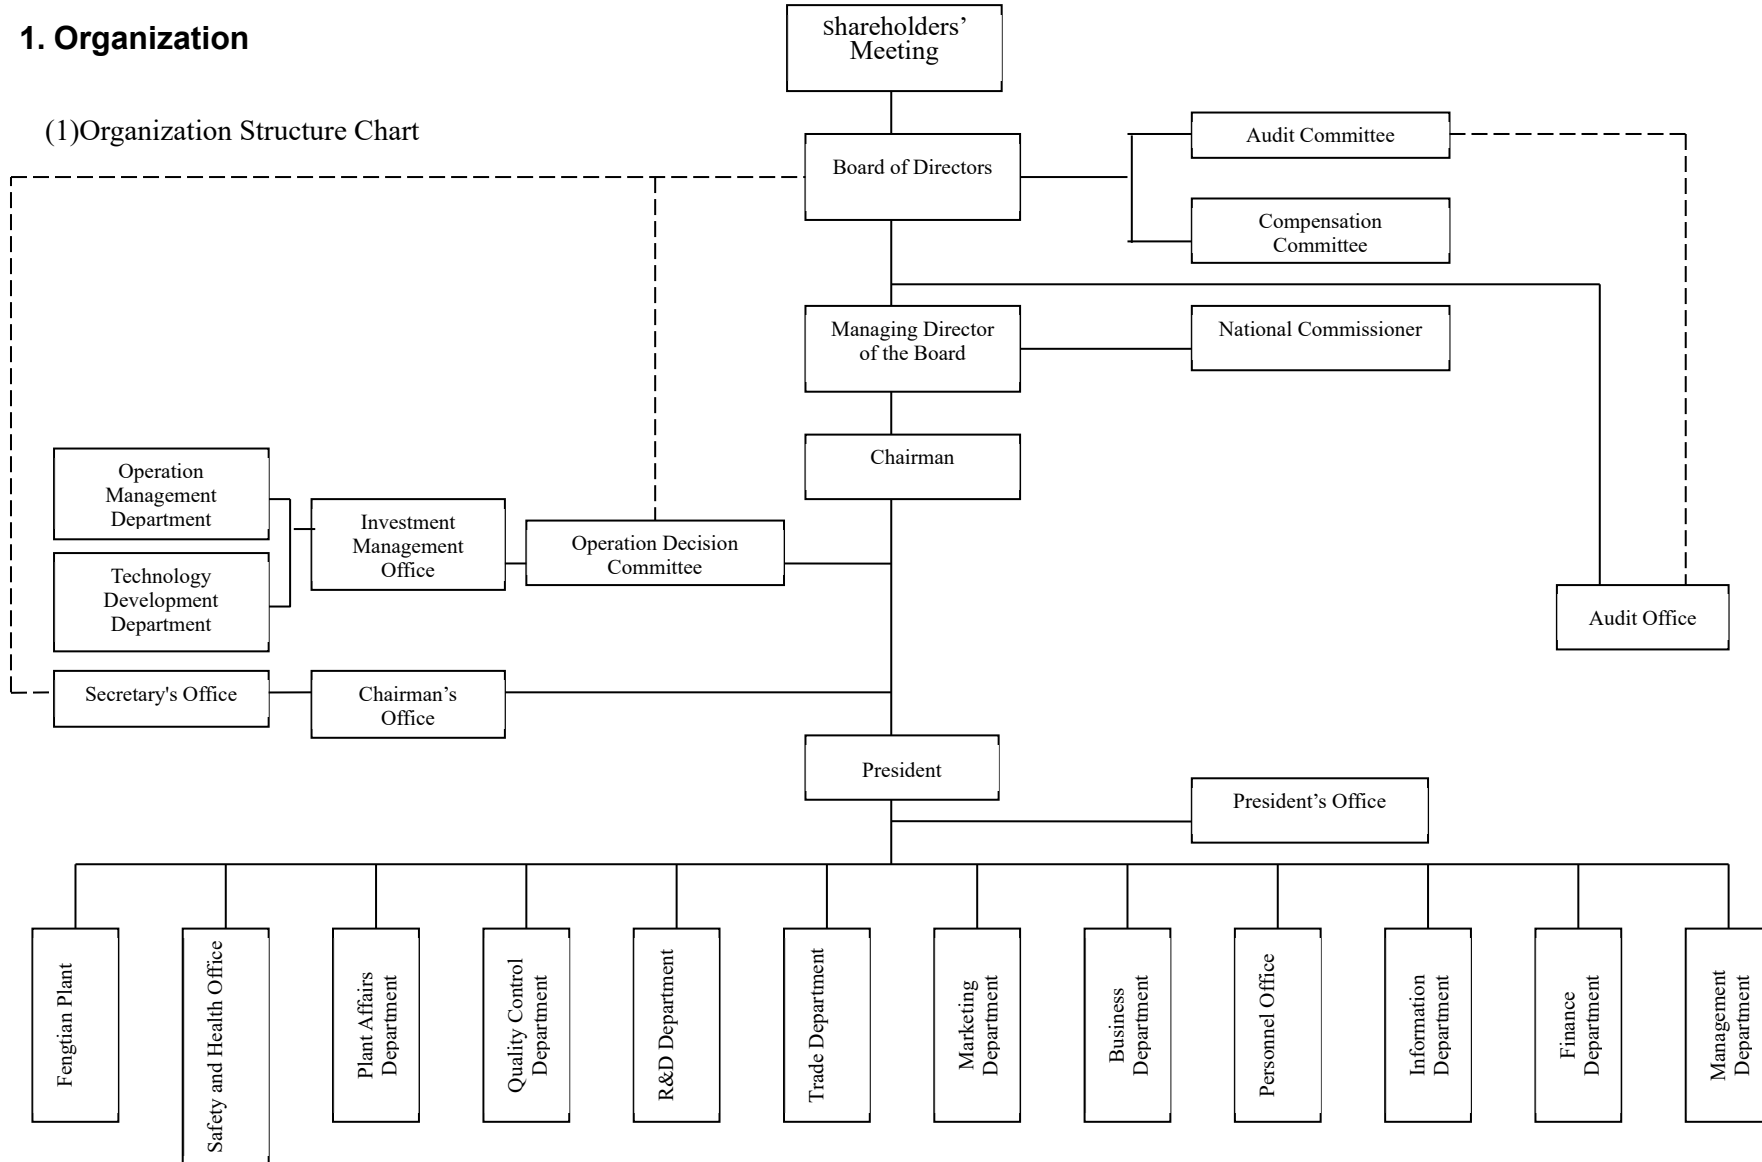 1. Organization
(1)Organization Structure Chart
Shareholders’
Meeting
Board of Directors
Audit Committee
Compensation
Committee
Managing Director
of the Board
National Commissioner
Chairman
Operation
Management
Department
Technology
Development
Department
Investment
Management
Office
Operation Decision
Committee
Audit Office
Secretary's Office
Chairman’s
Office
President
President’s Office
Fengtian Plant
Safety and Health Office
Plant Affairs
Department
Quality Control
Department
R&D Department
Trade Department
Marketing
Department
Business
Department
Personnel Office
Information
Department
Finance
Department
Management
Department